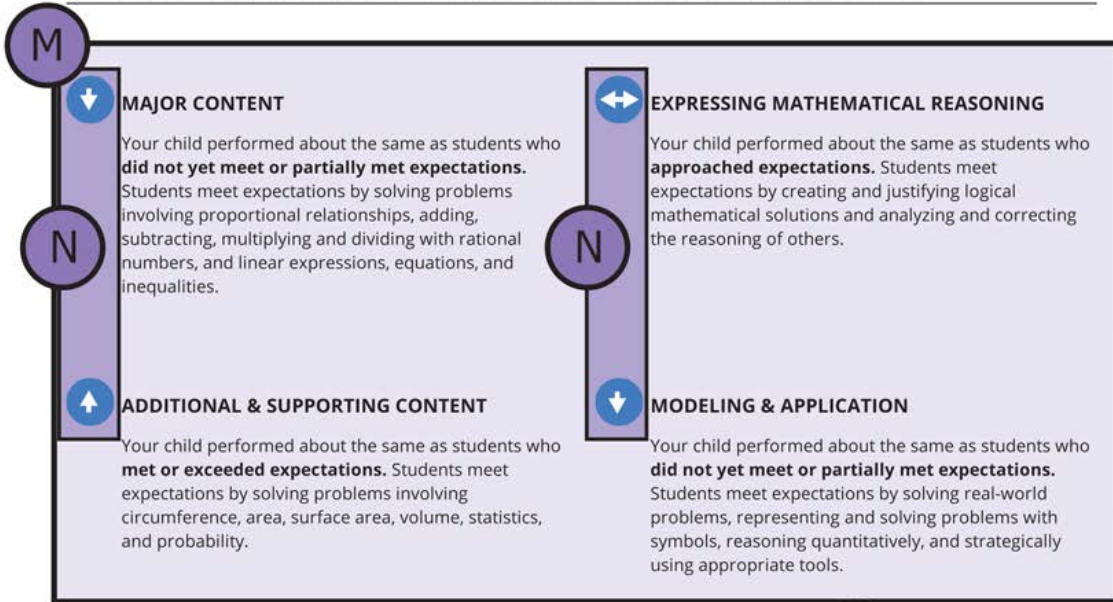 M
MAJOR CONTENT
Your child performed about the same as students who
did not yet meet or partially met expectations.
Students meet expectations by solving problems
involving proportional relationships, adding,
subtracting, multiplying and dividing with rational
numbers, and linear expressions, equations, and
inequalities.
N
ADDITIONAL & SUPPORTING CONTENT
Your child performed about the same as students who
met or exceeded expectations. Students meet
expectations by solving problems involving
circumference, area, surface area, volume, statistics,
and probability.
EXPRESSING MATHEMATICAL REASONING
Your child performed about the same as students who
approached expectations. Students meet
expectations by creating and justifying logical
mathematical solutions and analyzing and correcting
the reasoning of others.
N
MODELING & APPLICATION
Your child performed about the same as students who
did not yet meet or partially met expectations.
Students meet expectations by solving real-world
problems, representing and solving problems with
symbols, reasoning quantitatively, and strategically
using appropriate tools.